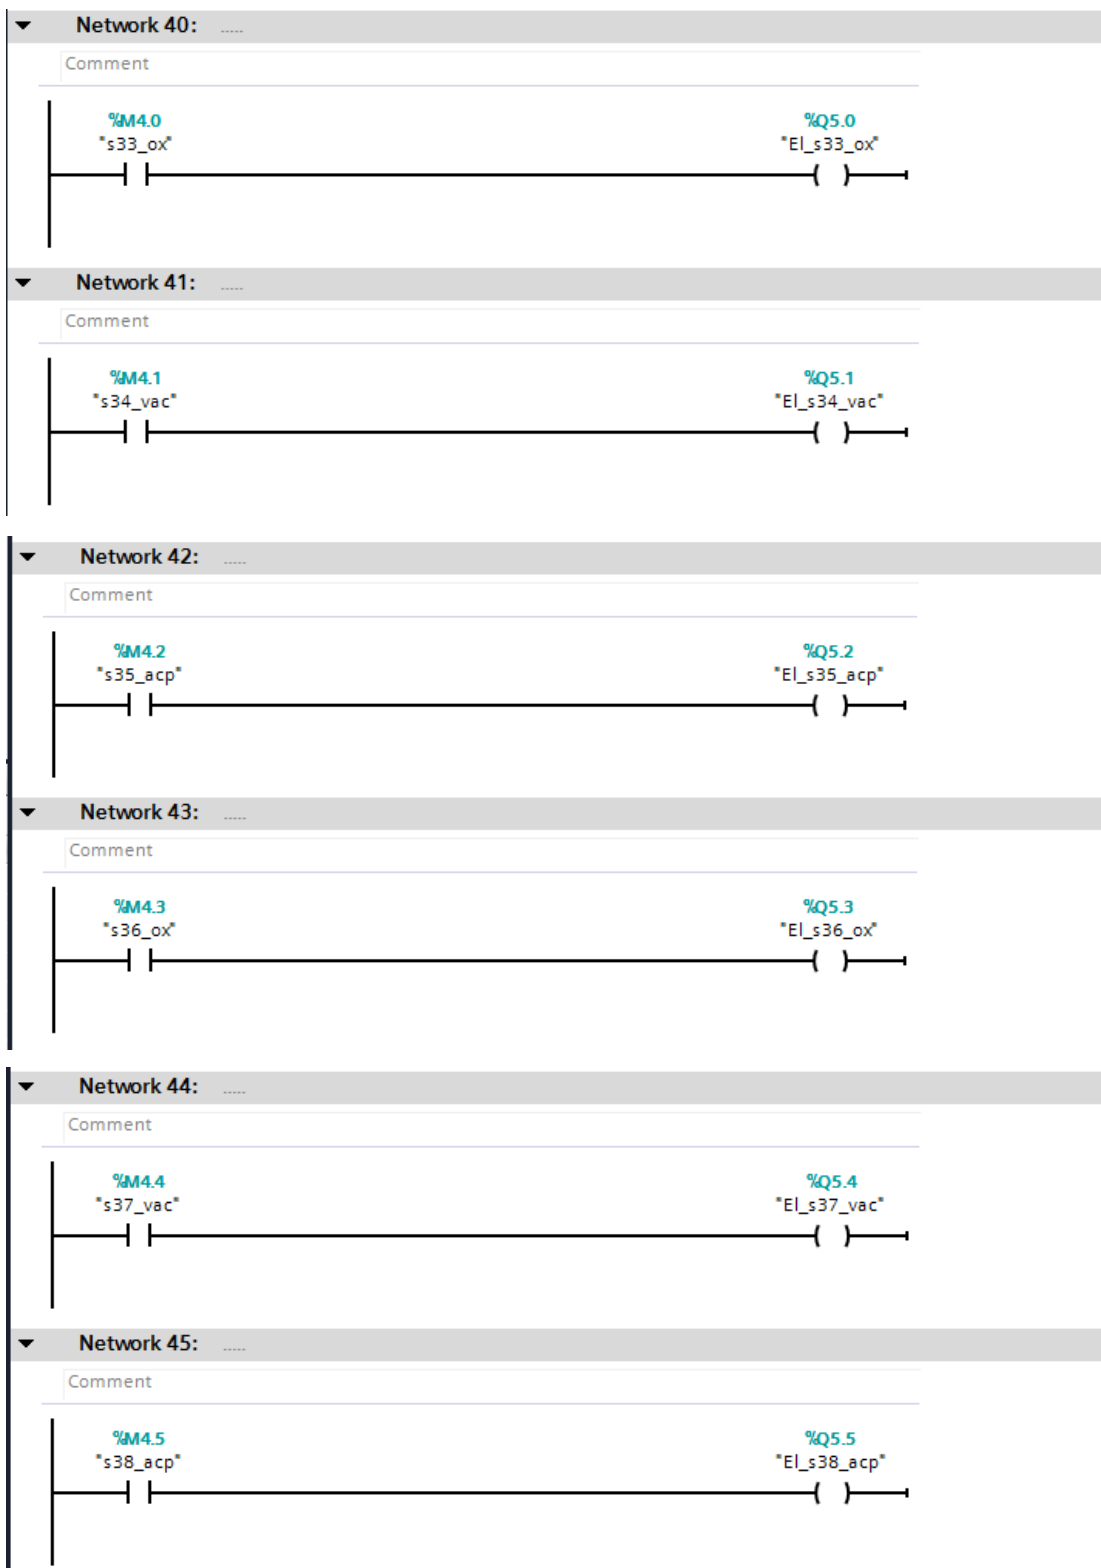 Network 40: .....
Comment
%M4.0 %Q5.0
"s33_ox" "El_s33_ox"
Network 41: .....
Comment
%M4.1 %Q5.1
"s34_vac" "El_s34_vac"
Network 42: .....
Comment
%M4.2 %Q5.2
"s35_acp" "El_s35_acp"
Network 43: .....
Comment
%M4.3 %Q5.3
"s36_ox" "El_s36_ox"
Network 44: .....
Comment
%M4.4 %Q5.4
"s37_vac" "El_s37_vac"
Network 45: .....
Comment
%M4.5 %Q5.5
"s38_acp" "El_s38_acp"